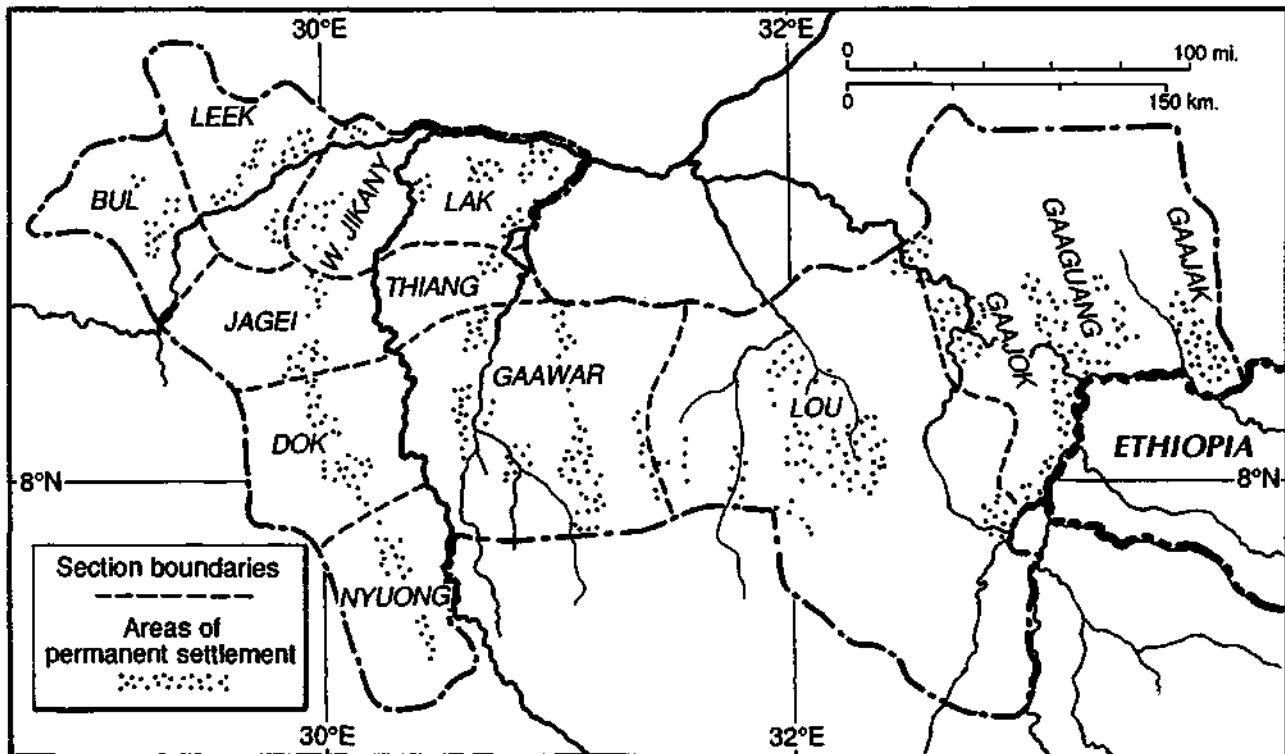 30°E
32°E
0 100 mi.
0 150 km.
LEEK
BUL
W. JIKANY
LAK
GAAGUANG
GAAJAK
THIANG
JAGEI
GAAJOK
GAAWAR
LOU
DOK
ETHIOPIA
8°N
8°N
Section boundaries
NYUONG
Areas of
permanent settlement
30°E
32°E